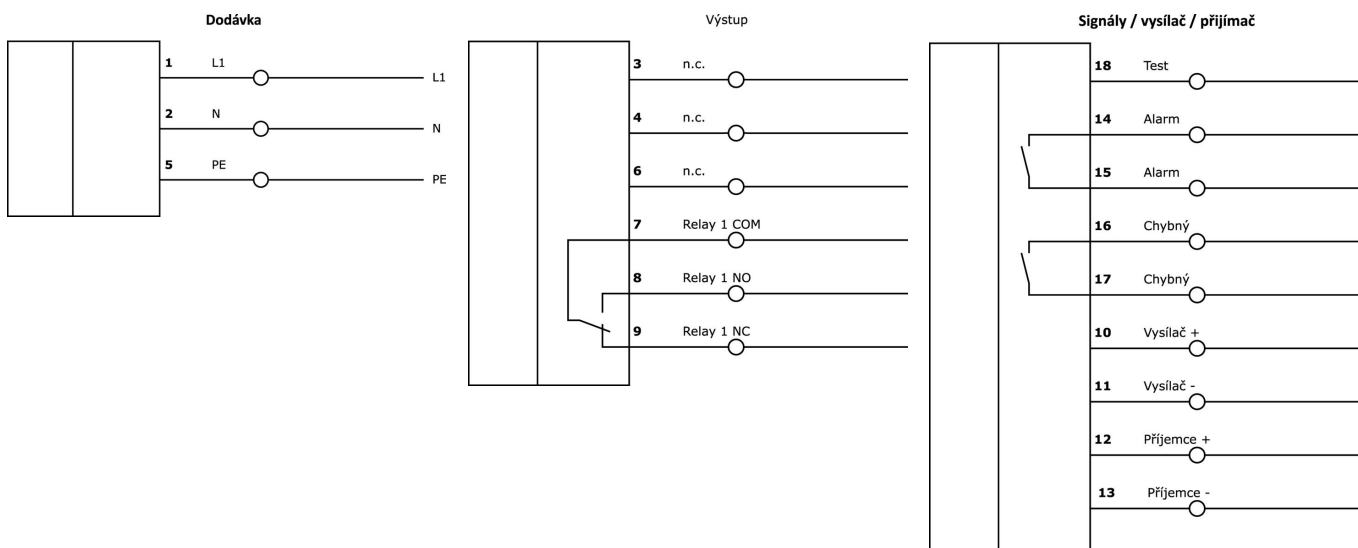 Dodávka
1 L1
L1
2 N
N
5 PE
PE
Výstup
3 n.c.
4 n.c.
6 n.c.
7 Relay 1 COM
8 Relay 1 NO
9 Relay 1 NC
Signály / vysílač / přijímač
18 Test
14 Alarm
15 Alarm
16 Chybný
17 Chybný
10 Vysílač +
11 Vysílač -
12 Příjemce +
13 Příjemce -